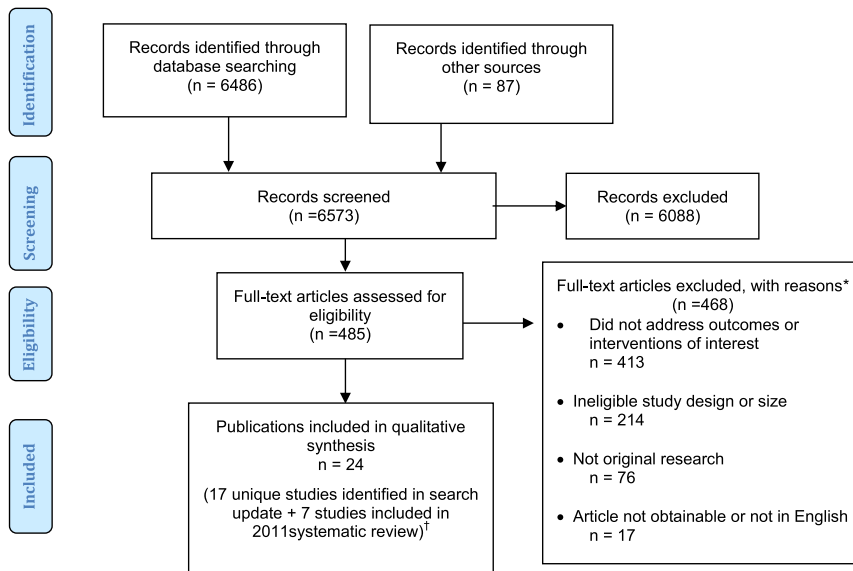 Identification
Records identified through
database searching
(n = 6486)
Records identified through
other sources
(n = 87)
Screening
Records screened
(n =6573)
Records excluded
(n = 6088)
Eligibility
Full-text articles assessed for
eligibility
(n =485)
Full-text articles excluded, with reasons*
(n =468)
• Did not address outcomes or
interventions of interest
n = 413
• Ineligible study design or size
n = 214
• Not original research
n = 76
• Article not obtainable or not in English
n = 17
Included
Publications included in qualitative
synthesis
n = 24
(17 unique studies identified in search
update + 7 studies included in
2011systematic review)†